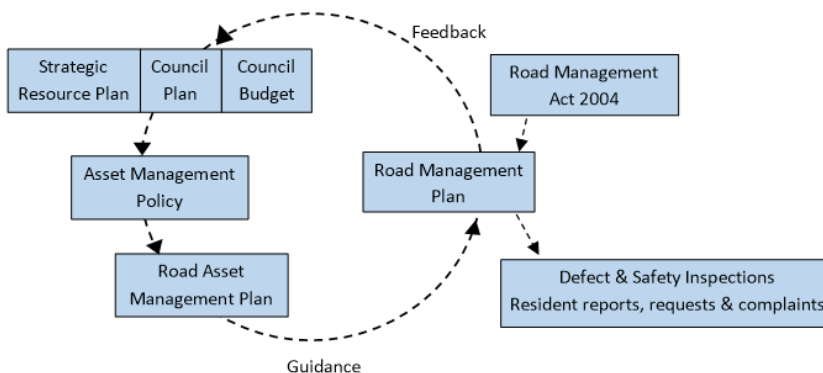 Feedback
Strategic
Resource Plan
Council
Plan
Council
Budget
Road Management
Act 2004
Asset Management
Policy
Road Management
Plan
Road Asset
Management Plan
Defect & Safety Inspections
Resident reports, requests & complaints
Guidance